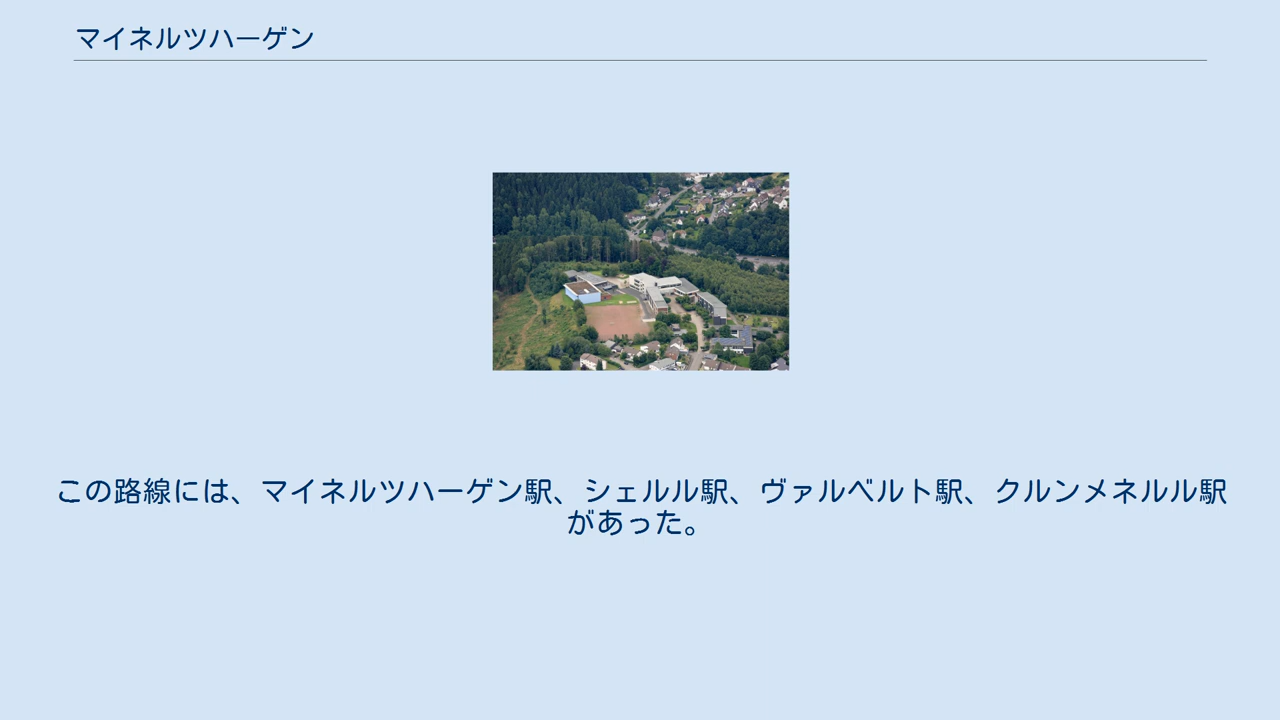 マイネルツハーゲン
この路線には、マイネルツハーゲン駅、シェルル駅、ヴァルベルト駅、クルンメネルル駅
があった。